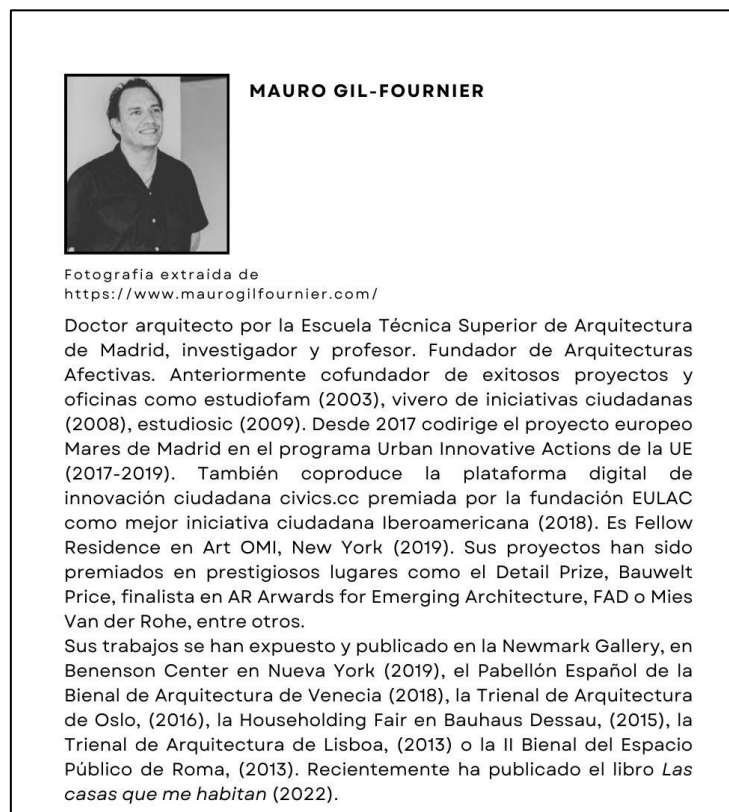 MAURO GIL-FOURNIER
Fotografía extraída de
https://www.maurogilfournier.com/
Doctor arquitecto por la Escuela Técnica Superior de Arquitectura
de Madrid, investigador y profesor. Fundador de Arquitecturas
Afectivas. Anteriormente cofundador de exitosos proyectos y
oficinas como estudiofam (2003), vivero de iniciativas ciudadanas
(2008), estudiosic (2009). Desde 2017 codirige el proyecto europeo
Mares de Madrid en el programa Urban Innovative Actions de la UE
(2017-2019). También coproduce la plataforma digital de
innovación ciudadana civics.cc premiada por la fundación EULAC
como mejor iniciativa ciudadana Iberoamericana (2018). Es Fellow
Residence en Art OMI, New York (2019). Sus proyectos han sido
premiados en prestigiosos lugares como el Detail Prize, Bauwelt
Price, finalista en AR Arwards for Emerging Architecture, FAD o Mies
Van der Rohe, entre otros.
Sus trabajos se han expuesto y publicado en la Newmark Gallery, en
Benenson Center en Nueva York (2019), el Pabellón Español de la
Bienal de Arquitectura de Venecia (2018), la Trienal de Arquitectura
de Oslo, (2016), la Householding Fair en Bauhaus Dessau, (2015), la
Trienal de Arquitectura de Lisboa, (2013) o la II Bienal del Espacio
Público de Roma, (2013). Recientemente ha publicado el libro Las
casas que me habitan (2022).